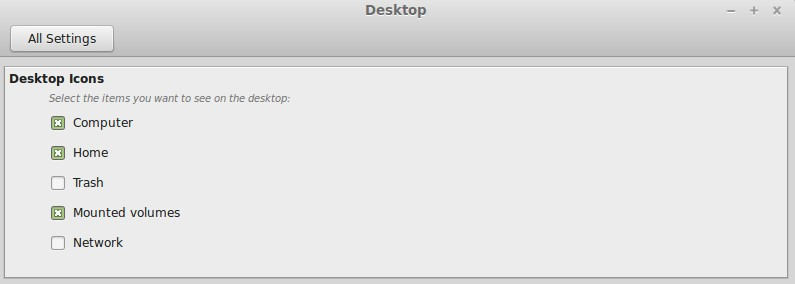 Desktop
All Settings
Desktop Icons
Select the items you want to see on the desktop:
Computer
Home
Trash
Mounted volumes
Network